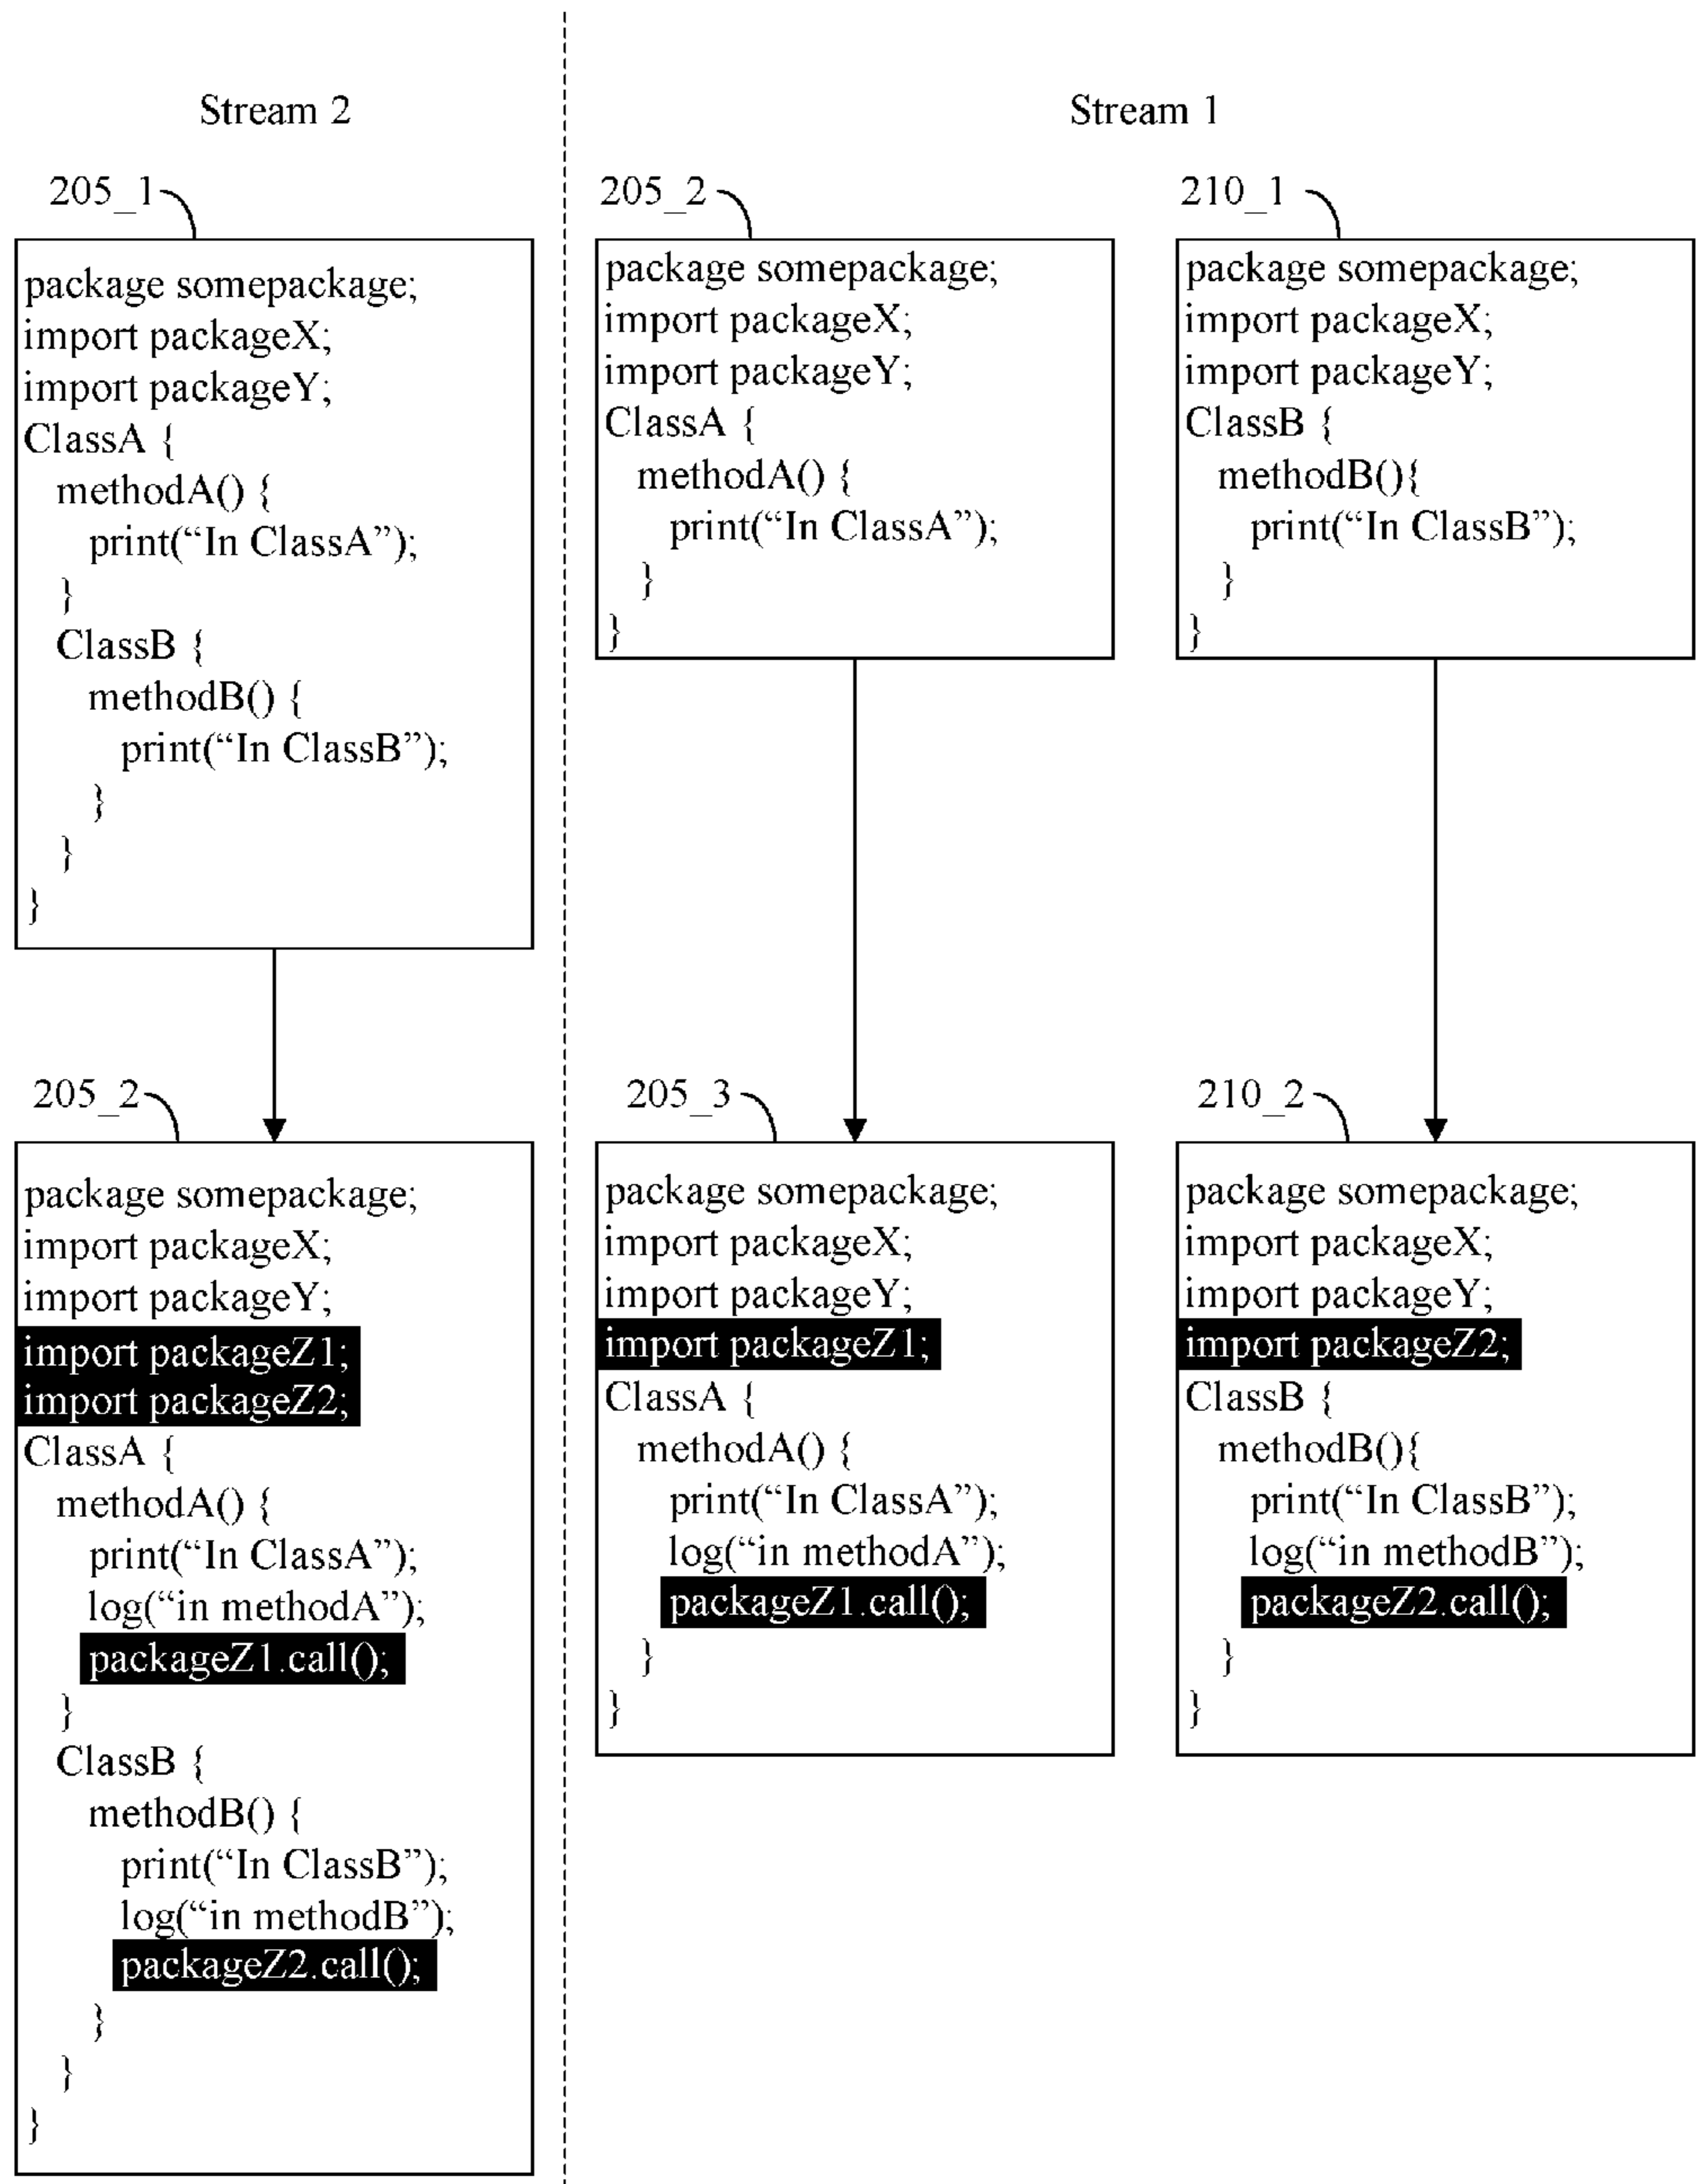 Stream 2
205_1
package somepackage;
import packageX;
import packageY;
ClassA {
methodA() {
print(“In ClassA”);
}
ClassB {
methodB() {
print(“In ClassB”);
}
}
}
205_2
package somepackage;
import packageX;
import packageY;
import packageZ1;
import packageZ2;
ClassA {
methodA() {
print(“In ClassA”);
log(“in methodA”);
packageZ1.call();
}
ClassB {
methodB() {
print(“In ClassB”);
log(“in methodB”);
packageZ2.call();
}
}
}
Stream 1
205_2
package somepackage;
import packageX;
import packageY;
ClassA {
methodA() {
print(“In ClassA”);
}
}
210_1
package somepackage;
import packageX;
import packageY;
ClassB {
methodB(){
print(“In ClassB”);
}
}
205_3
package somepackage;
import packageX;
import packageY;
import packageZ1;
ClassA {
methodA() {
print(“In ClassA”);
log(“in methodA”);
packageZ1.call();
}
}
210_2
package somepackage;
import packageX;
import packageY;
import packageZ2;
ClassB {
methodB(){
print(“In ClassB”);
log(“in methodB”);
packageZ2.call();
}
}